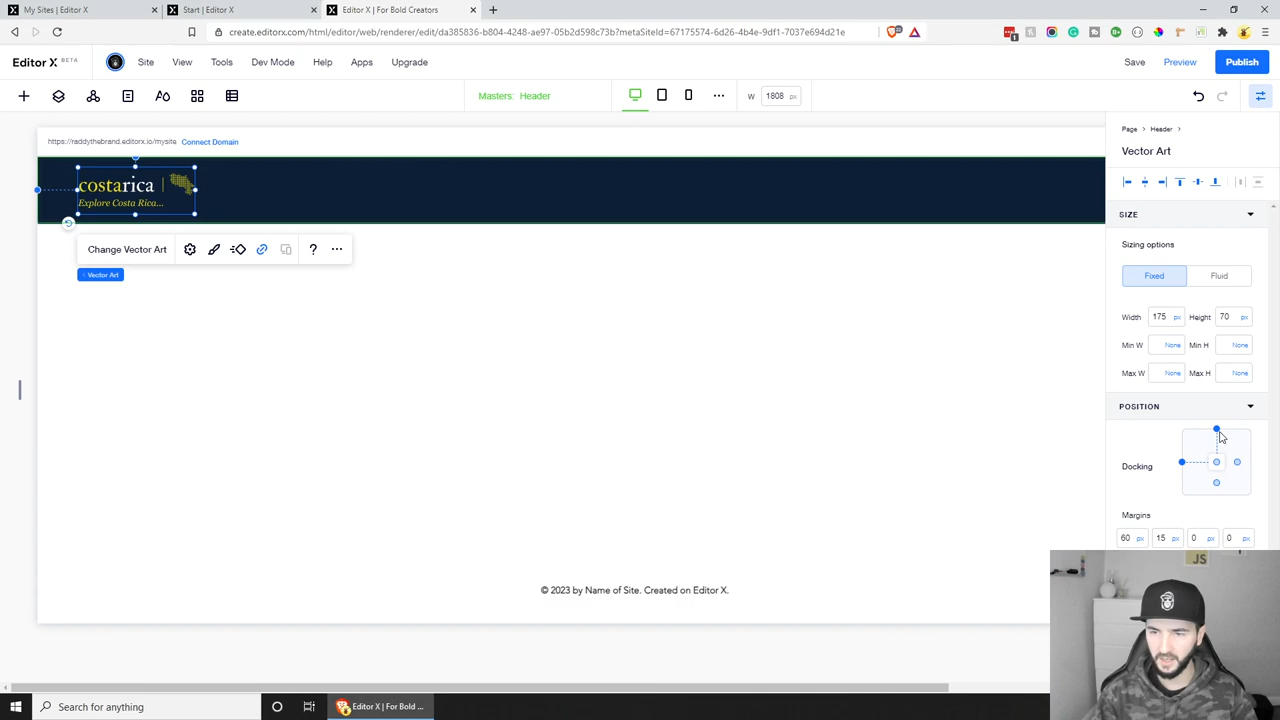 My Sites | Editor X
Start | Editor X
Editor X | For Bold Creators
create.editorx.com/html/editor/web/renderer/edit/da385836-b804-4248-ae97-05b2d598c73b?metaSiteId=67175574-6d26-4b4e-9df1-7037e694d21e
Editor X BETA
Site
View
Tools
Dev Mode
Help
Apps
Upgrade
Save
Preview
Publish
Masters: Header
W 1808 px
https://raddythebrand.editorx.io/mysite Connect Domain
costarica
Explore Costa Rica...
Change Vector Art
?
Vector Art
© 2023 by Name of Site. Created on Editor X.
Page > Header >
Vector Art
SIZE
Sizing options
Fixed Fluid
Width 175 px Height 70 px
Min W None Min H None
Max W None Max H None
POSITION
Docking
Margins
60 px 15 px 0 px 0 px
JS
Search for anything
Editor X | For Bold ...